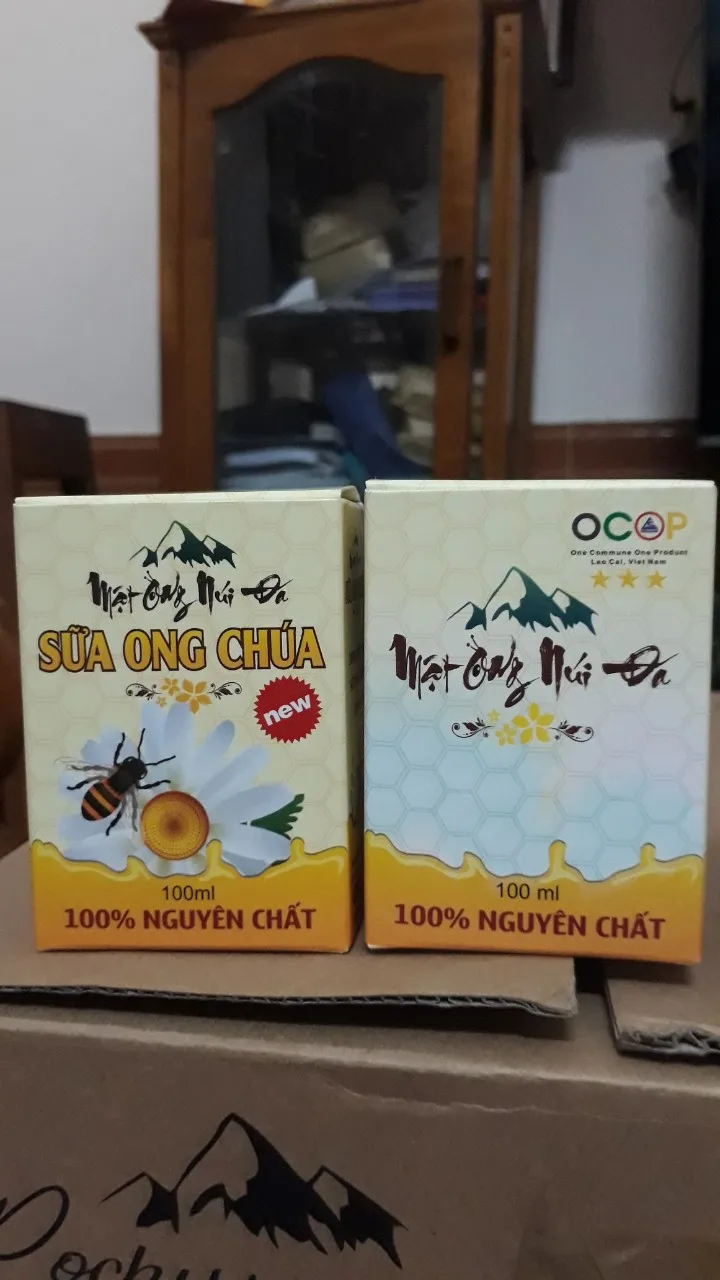 Mật Ong Núi Đá
SỮA ONG CHÚA
new
100ml
100% NGUYÊN CHẤT
OCOP
One Commune One Product
Lao Cai, Viet Nam
Mật Ong Núi Đá
100 ml
100% NGUYÊN CHẤT